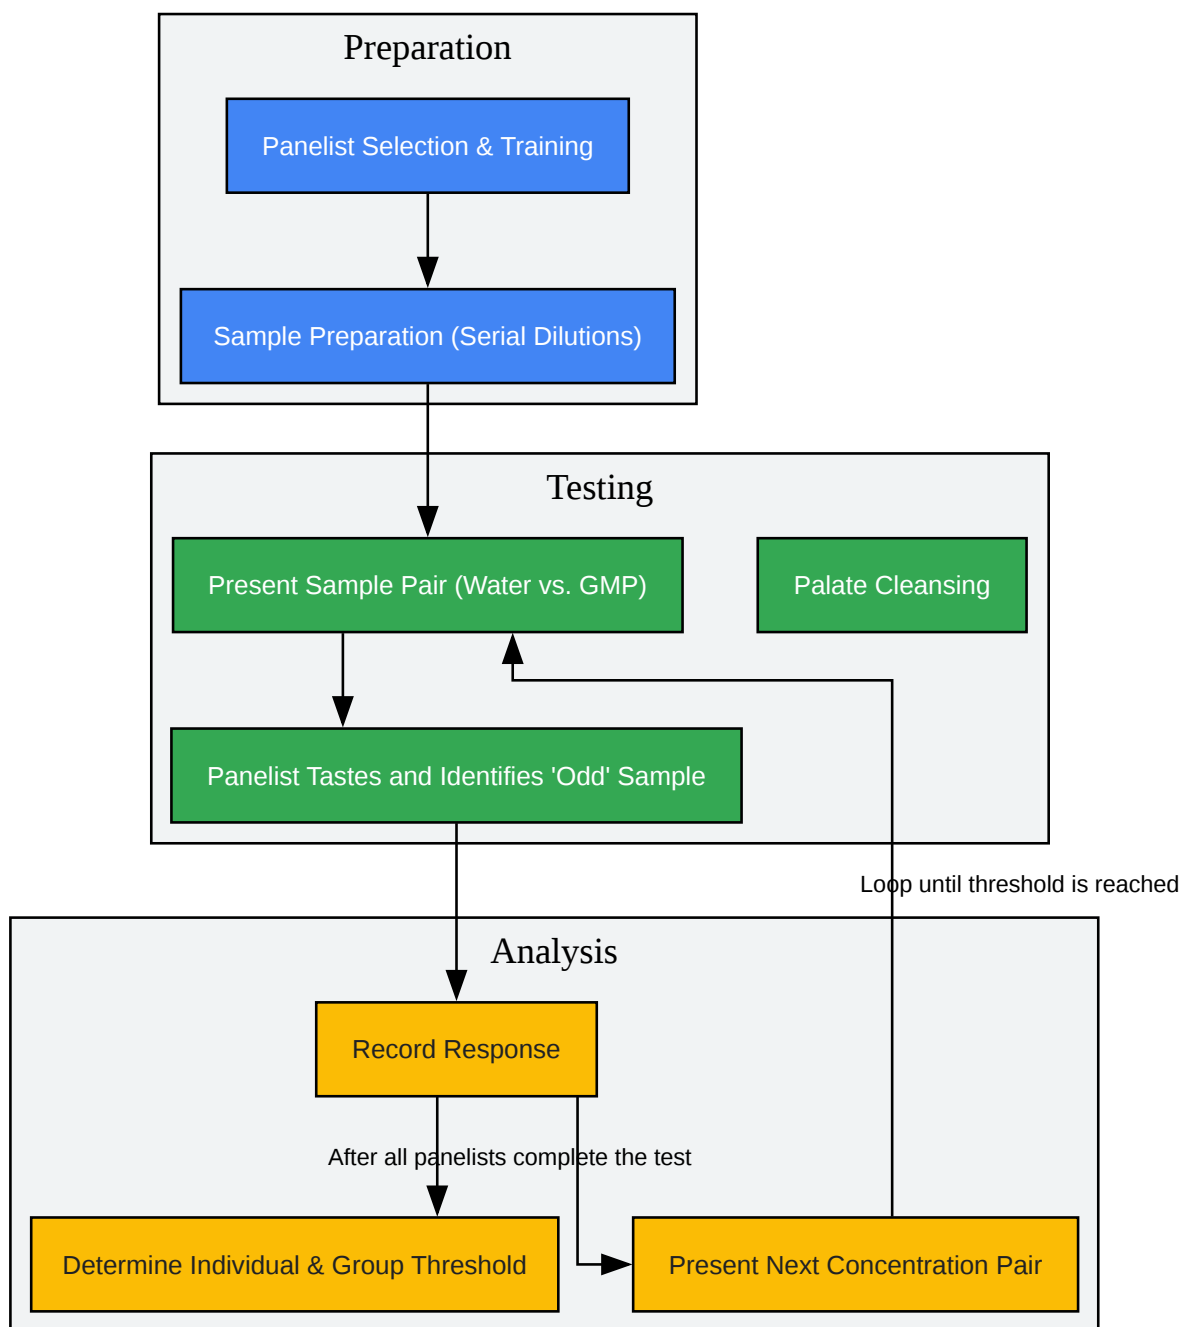 Preparation
Panelist Selection & Training
Sample Preparation (Serial Dilutions)
Testing
Present Sample Pair (Water vs. GMP)
Palate Cleansing
Panelist Tastes and Identifies 'Odd' Sample
Loop until threshold is reached
Analysis
Record Response
After all panelists complete the test
Determine Individual & Group Threshold
Present Next Concentration Pair